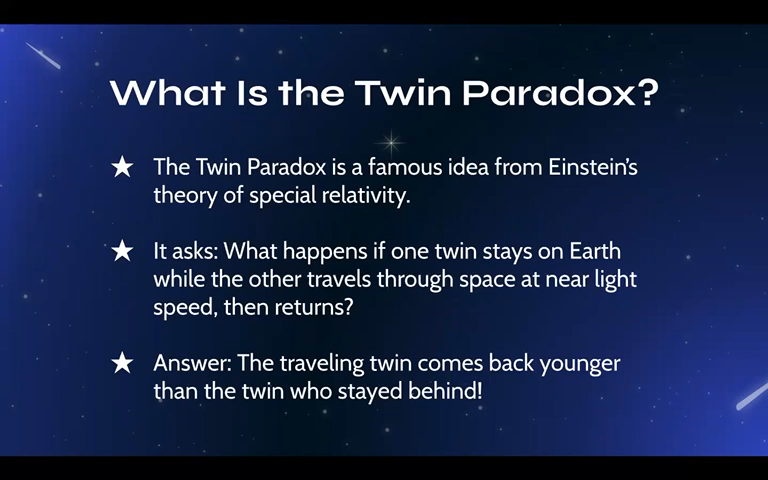 What Is the Twin Paradox?
The Twin Paradox is a famous idea from Einstein's
theory of special relativity.
It asks: What happens if one twin stays on Earth
while the other travels through space at near light
speed, then returns?
Answer: The traveling twin comes back younger
than the twin who stayed behind!